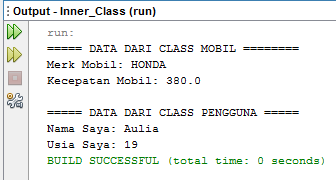 Output - Inner_Class (run)
run:
===== DATA DARI CLASS MOBIL ========
Merk Mobil: HONDA
Kecepatan Mobil: 380.0
===== DATA DARI CLASS PENGGUNA =====
Nama Saya: Aulia
Usia Saya: 19
BUILD SUCCESSFUL (total time: 0 seconds)